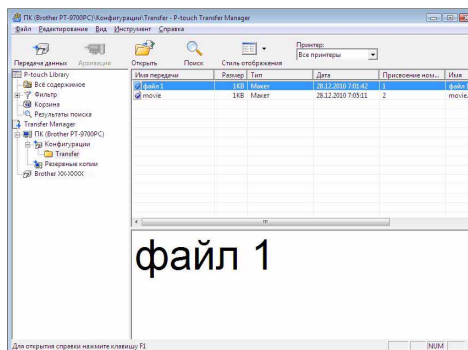 ПК (Brother PT-9700PC)\Конфигурации\Transfer - P-touch Transfer Manager
Файл Редактирование Вид Инструмент Справка
Передача данных Архивация Открыть Поиск Стиль отображения Принтер: Все принтеры
P-touch Library
Всё содержимое
Фильтр
Корзина
Результаты поиска
Transfer Manager
ПК (Brother PT-9700PC)
Конфигурации
Transfer
Резервные копии
Brother XX-XXXX
Имя передачи Размер Тип Дата Присвоение ном... Имя
файл 1 1KB Макет 28.12.2010 7:01:42 1 файл 1
movie 1KB Макет 28.12.2010 7:05:11 2 movie.
файл 1
Для открытия справки нажмите клавишу F1 NUM